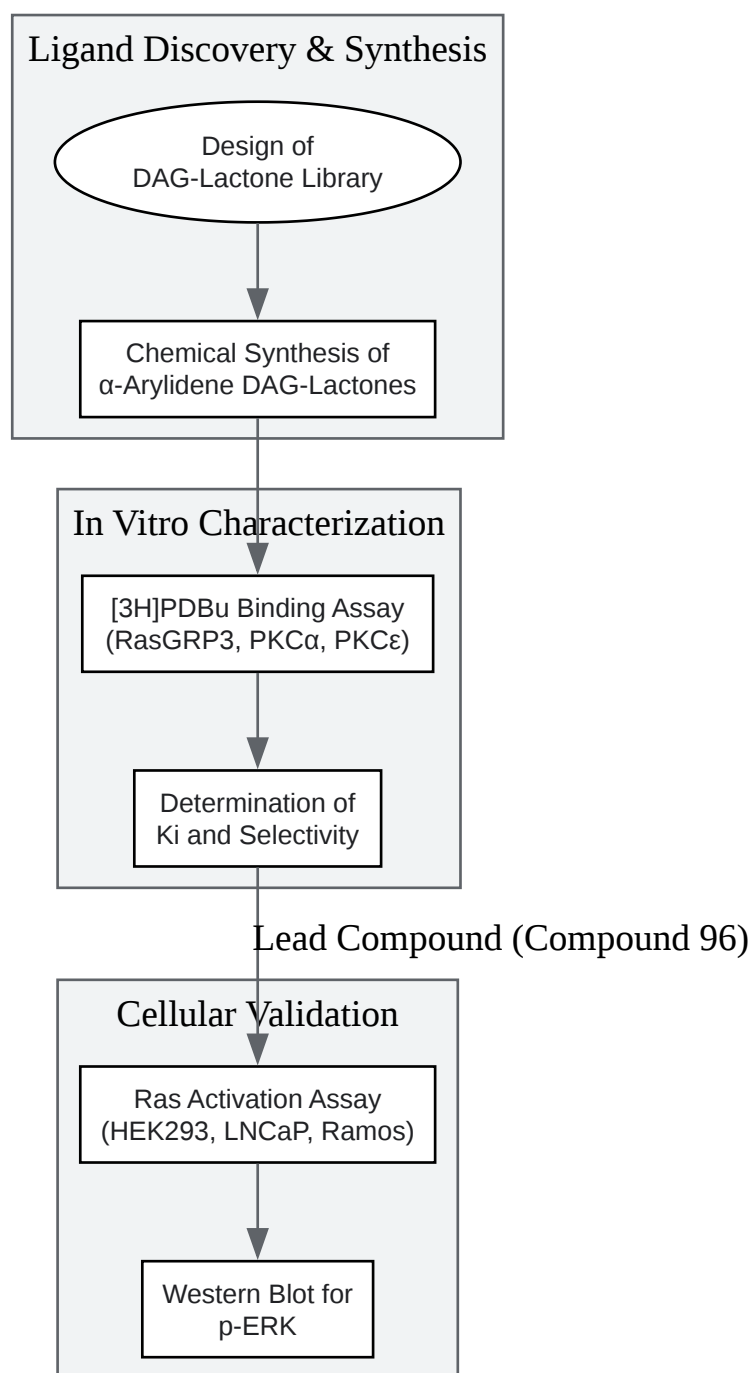 Ligand Discovery & Synthesis
Design of
DAG-Lactone Library
Chemical Synthesis of
α-Arylidene DAG-Lactones
In Vitro Characterization
[3H]PDBu Binding Assay
(RasGRP3, PKCα, PKCε)
Determination of
Ki and Selectivity
Lead Compound (Compound 96)
Cellular Validation
Ras Activation Assay
(HEK293, LNCaP, Ramos)
Western Blot for
p-ERK